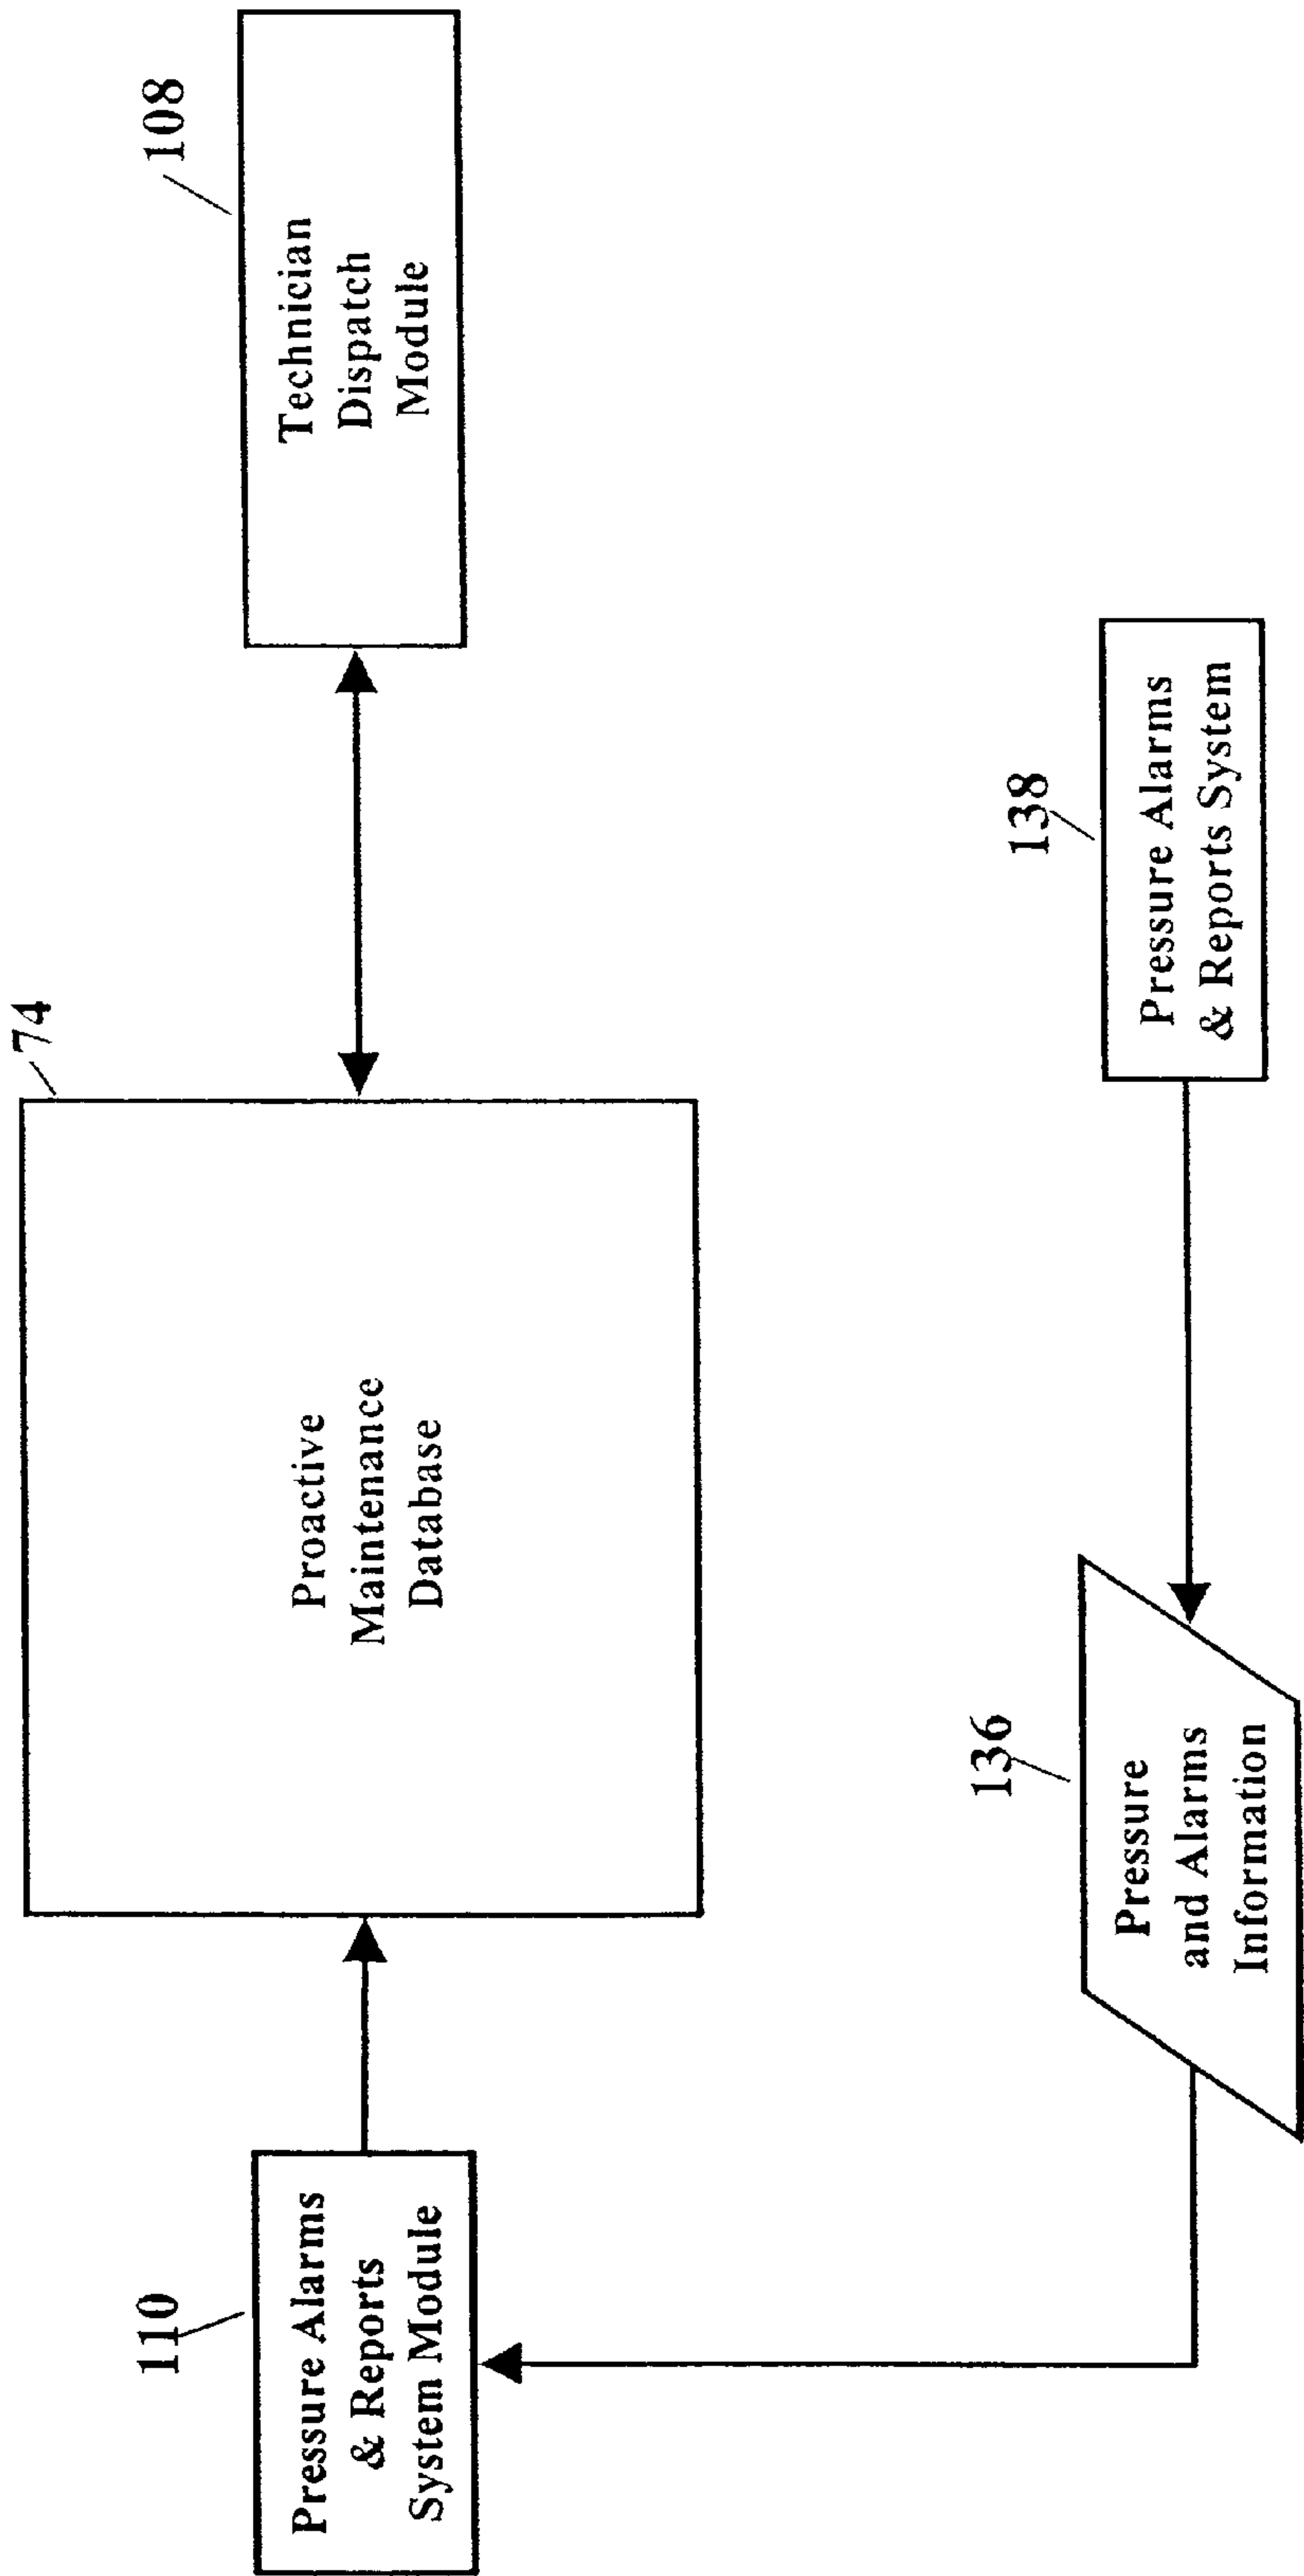 74
108
Proactive
Maintenance
Database
Technician
Dispatch
Module
110
Pressure Alarms
& Reports
System Module
136
Pressure
and Alarms
Information
138
Pressure Alarms
& Reports System